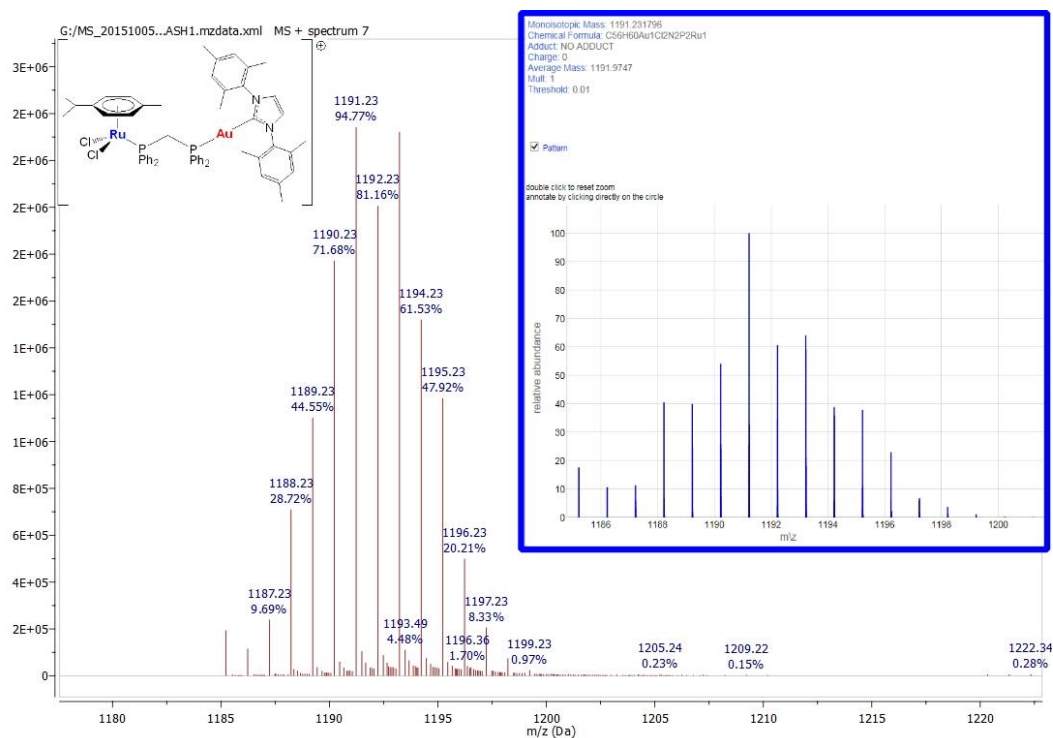 G:/MS_20151005...ASH1.mzdata.xml MS + spectrum 7
Monoisotopic Mass: 1191.231796
Chemical Formula: C56H60Au1Cl2N2P2Ru1
Adduct: NO ADDUCT
Charge: 0
Average Mass: 1191.9747
Mult: 1
Threshold: 0.01
Pattern
double click to reset zoom
annotate by clicking directly on the circle
relative abundance
100
90
80
70
60
50
40
30
20
10
0
1186
1188
1190
1192
1194
1196
1198
1200
m\z
⊕
Ru
Cl
Cl
P
Ph2
P
Ph2
Au
N
N
3E+06
2E+06
2E+06
2E+06
2E+06
2E+06
1E+06
1E+06
1E+06
8E+05
6E+05
4E+05
2E+05
0
1187.23
9.69%
1188.23
28.72%
1189.23
44.55%
1190.23
71.68%
1191.23
94.77%
1192.23
81.16%
1194.23
61.53%
1195.23
47.92%
1196.23
20.21%
1197.23
8.33%
1193.49
4.48%
1196.36
1.70%
1199.23
0.97%
1205.24
0.23%
1209.22
0.15%
1222.34
0.28%
1180
1185
1190
1195
1200
1205
1210
1215
1220
m/z (Da)